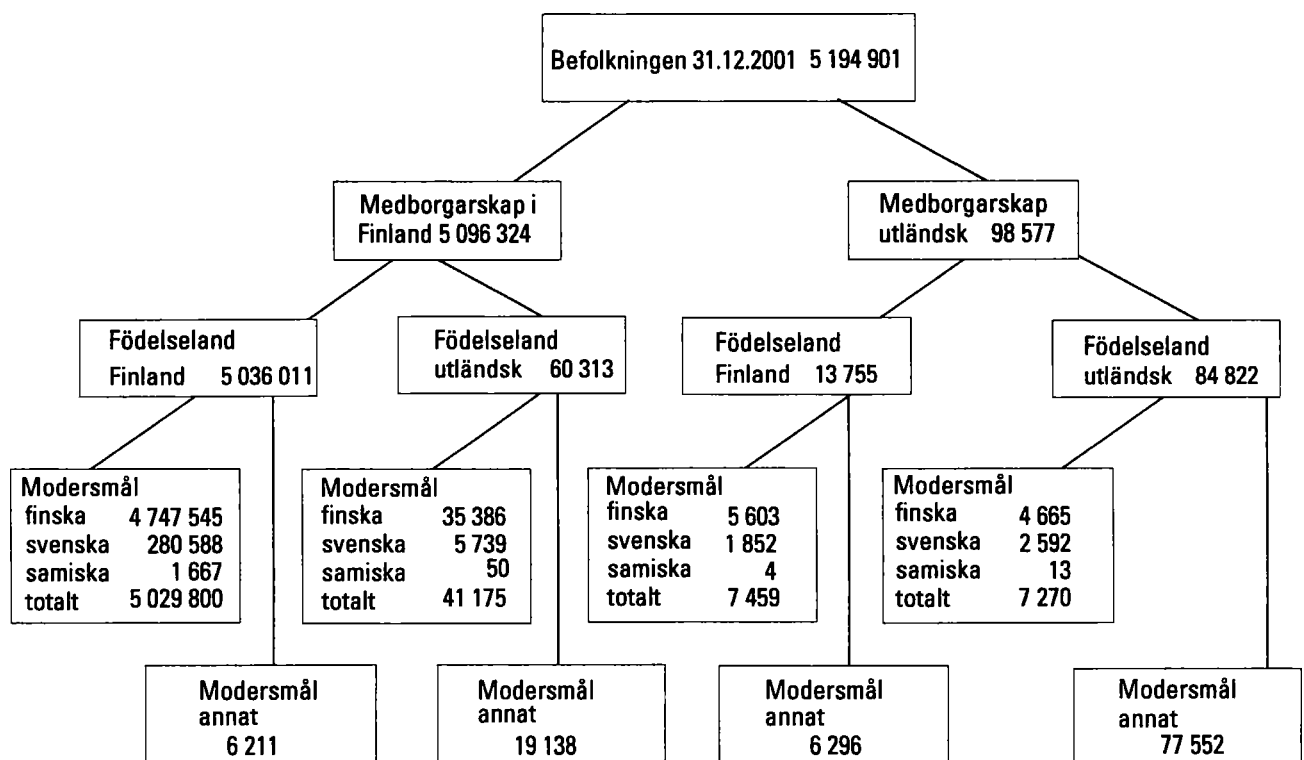 Befolkningen 31.12.2001 5 194 901
Medborgarskap i
Finland 5 096 324
Medborgarskap
utländsk 98 577
Födelseland
Finland 5 036 011
Födelseland
utländsk 60 313
Födelseland
Finland 13 755
Födelseland
utländsk 84 822
Modersmål
finska 4 747 545
svenska 280 588
samiska 1 667
totalt 5 029 800
Modersmål
finska 35 386
svenska 5 739
samiska 50
totalt 41 175
Modersmål
finska 5 603
svenska 1 852
samiska 4
totalt 7 459
Modersmål
finska 4 665
svenska 2 592
samiska 13
totalt 7 270
Modersmål
annat
6 211
Modersmål
annat
19 138
Modersmål
annat
6 296
Modersmål
annat
77 552